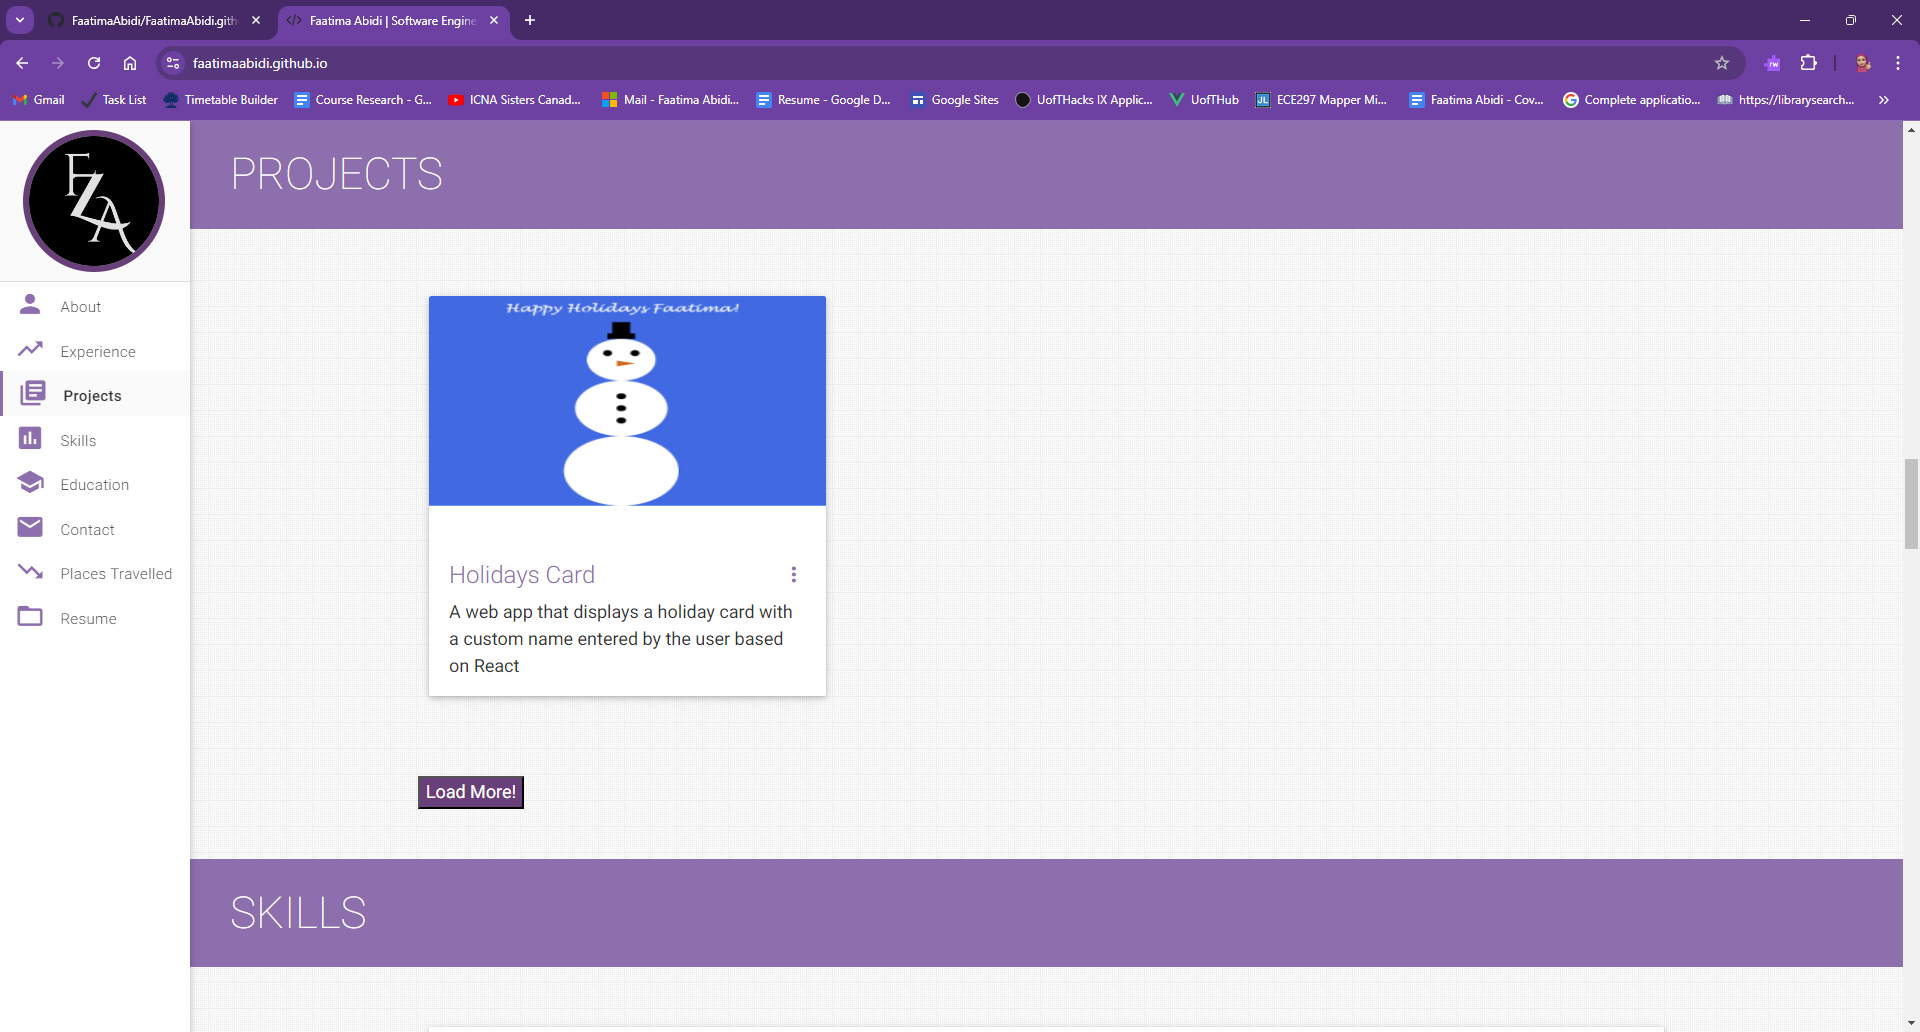 FaatimaAbidi/FaatimaAbidi.gith
Faatima Abidi | Software Engine
faatimaabidi.github.io
Gmail
Task List
Timetable Builder
Course Research - G...
ICNA Sisters Canad...
Mail - Faatima Abidi...
Resume - Google D...
Google Sites
UofTHacks IX Applic...
UofTHub
ECE297 Mapper Mi...
Faatima Abidi - Cov...
Complete applicatio...
https://librarysearch...
FZA
About
Experience
Projects
Skills
Education
Contact
Places Travelled
Resume
PROJECTS
Happy Holidays Faatima!
Holidays Card
A web app that displays a holiday card with
a custom name entered by the user based
on React
Load More!
SKILLS